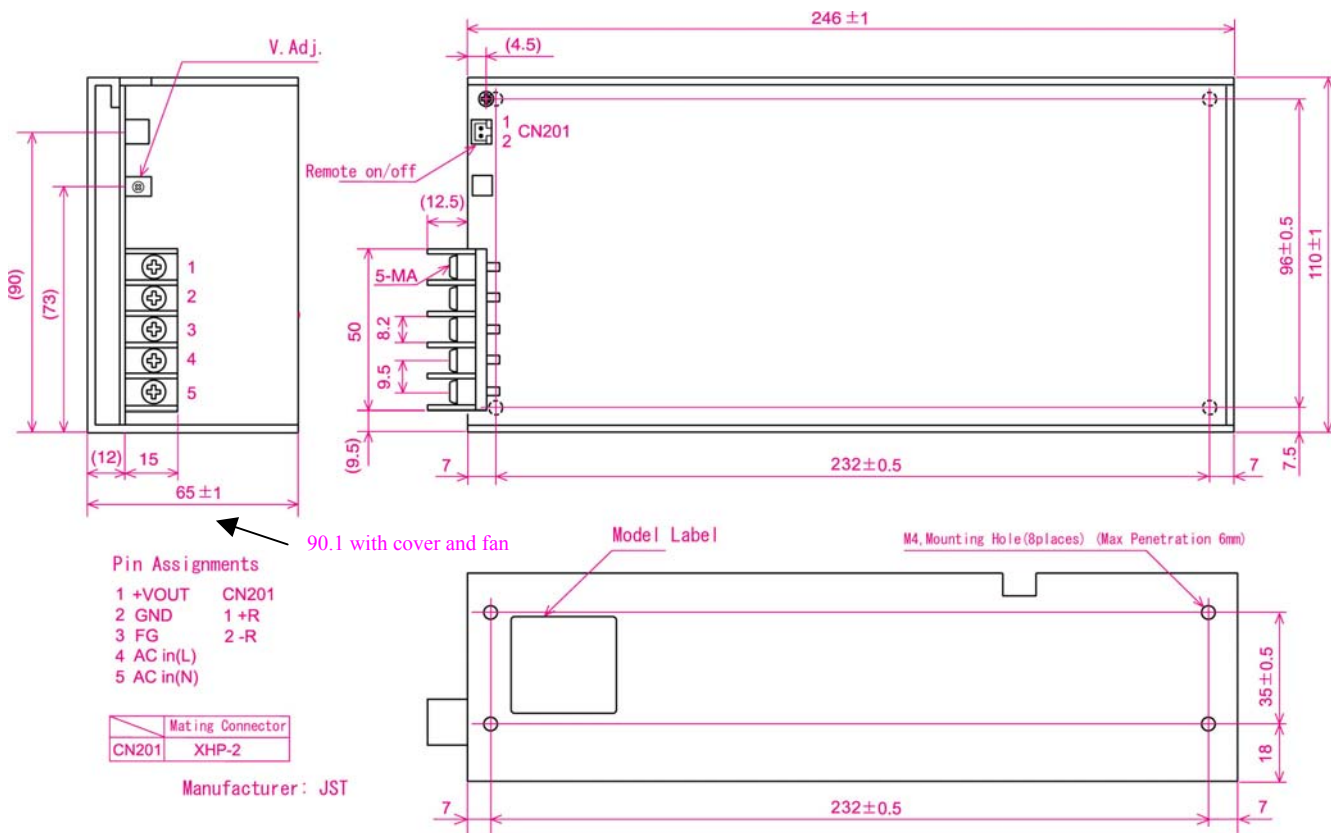 246±1
(4.5)
V.Adj.
1
2 CN201
Remote on/off
(12.5)
5-MA
1
2
3
4
5
(90)
(73)
50
8.2
9.5
96±0.5
110±1
(9.5)
7.5
(12) 15
65±1
7 232±0.5 7
90.1 with cover and fan
Pin Assignments
1 +VOUT CN201
2 GND 1 +R
3 FG 2 -R
4 AC in(L)
5 AC in(N)
Mating Connector
CN201 XHP-2
Manufacturer: JST
Model Label
M4,Mounting Hole(8places) (Max Penetration 6mm)
35±0.5
18
7 232±0.5 7